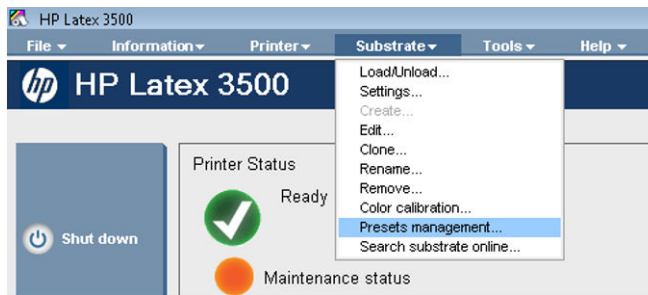 HP Latex 3500
File Information Printer Substrate Tools Help
hp HP Latex 3500
Load/Unload...
Settings...
Create...
Edit...
Clone...
Rename...
Remove...
Color calibration...
Presets management...
Search substrate online...
Printer Status
Ready
Shut down
Maintenance status